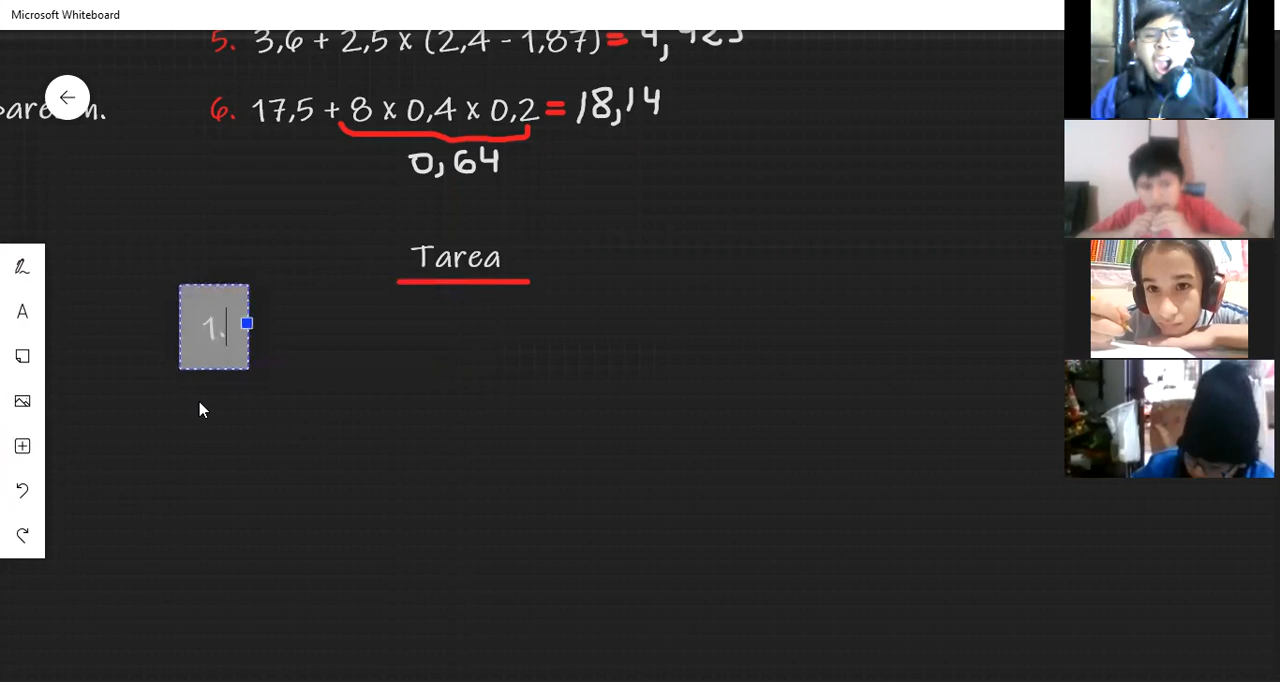 Microsoft Whiteboard
5. 3,6 + 2,5 x (2,4 - 1,87) = 4,925
6. 17,5 + 8 x 0,4 x 0,2 = 18,14
0,64
Tarea
1.